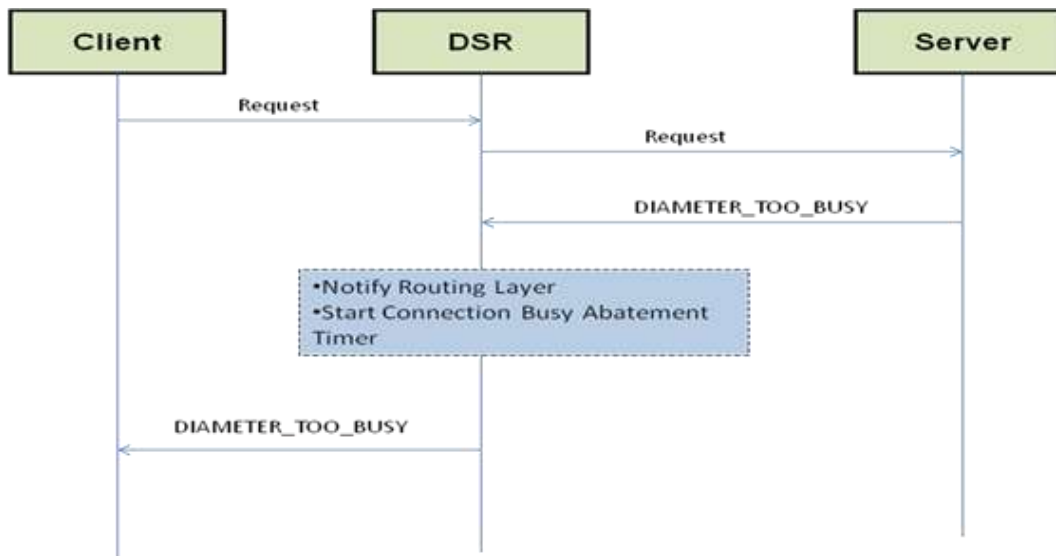 Client
DSR
Server
Request
Request
DIAMETER_TOO_BUSY
•Notify Routing Layer
•Start Connection Busy Abatement
Timer
DIAMETER_TOO_BUSY